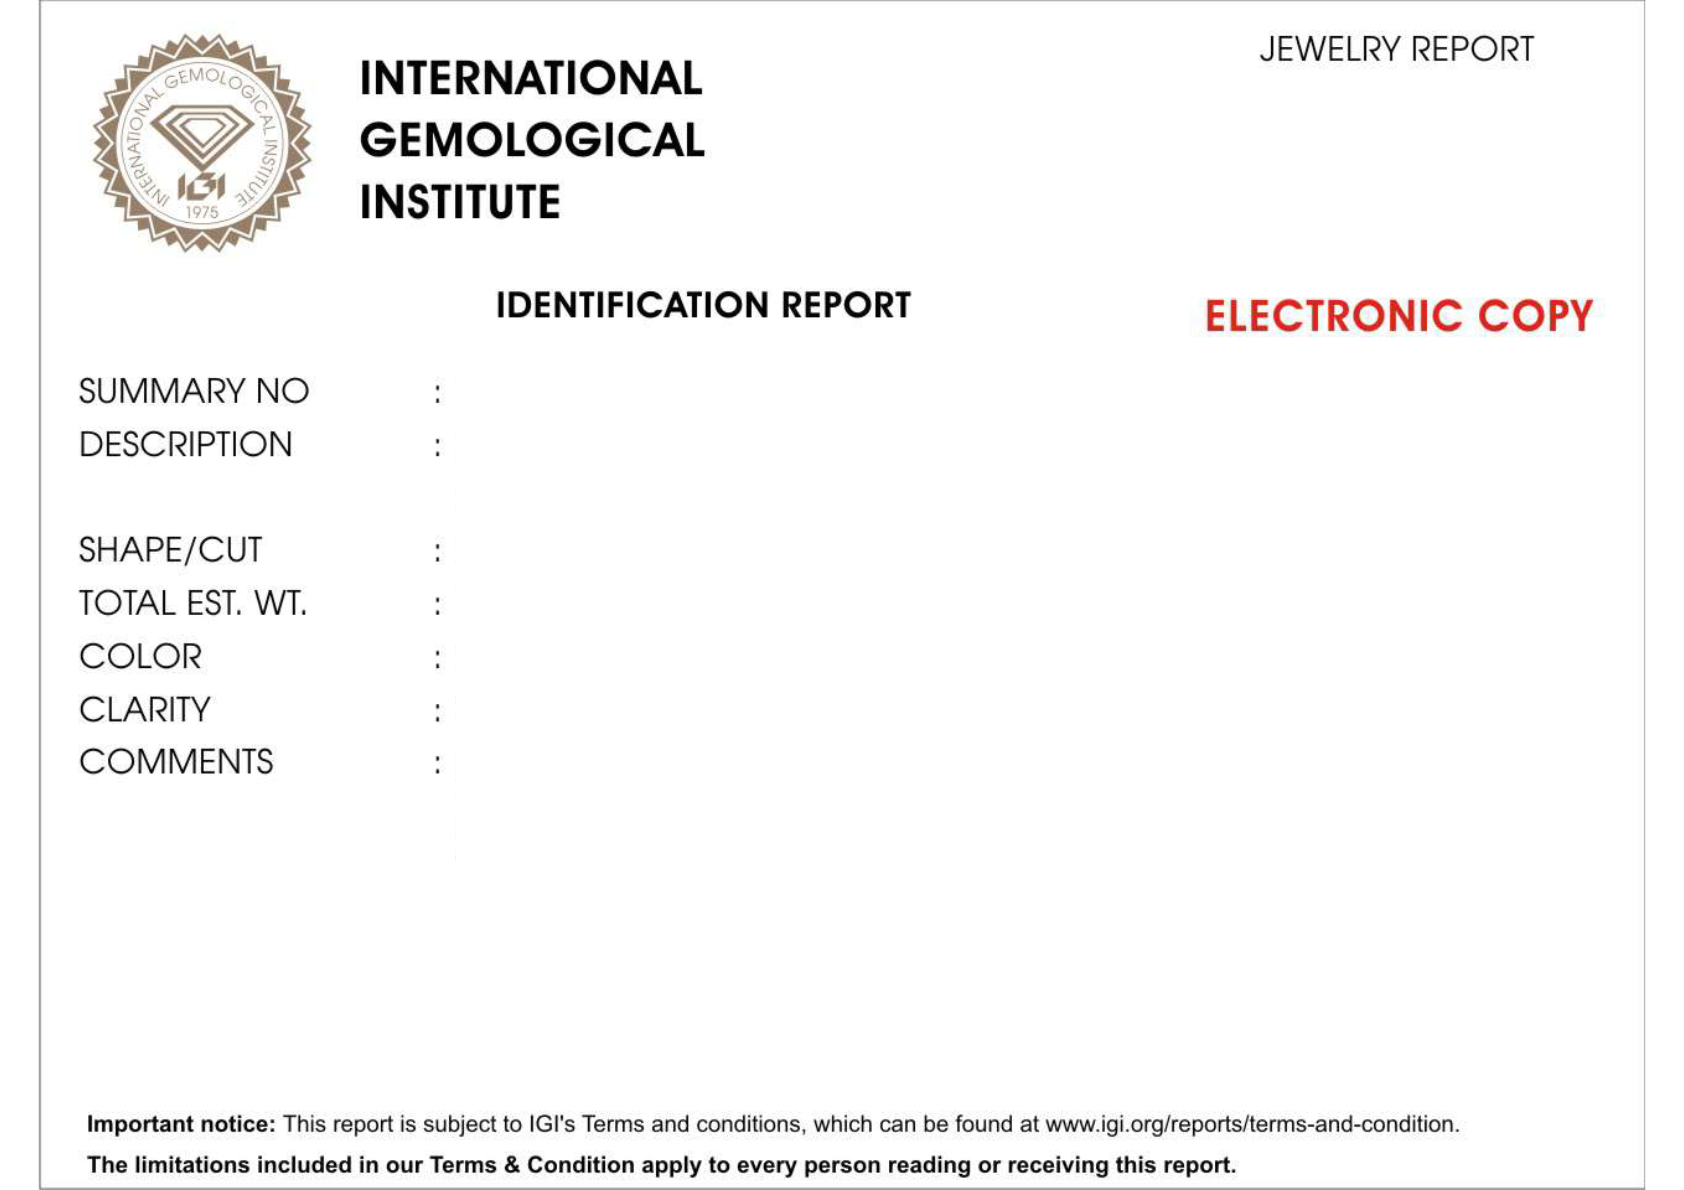 JEWELRY REPORT
INTERNATIONAL GEMOLOGICAL INSTITUTE
IGI
1975
INTERNATIONAL
GEMOLOGICAL
INSTITUTE
IDENTIFICATION REPORT
ELECTRONIC COPY
SUMMARY NO :
DESCRIPTION :
SHAPE/CUT :
TOTAL EST. WT. :
COLOR :
CLARITY :
COMMENTS :
Important notice: This report is subject to IGI's Terms and conditions, which can be found at www.igi.org/reports/terms-and-condition.
The limitations included in our Terms & Condition apply to every person reading or receiving this report.